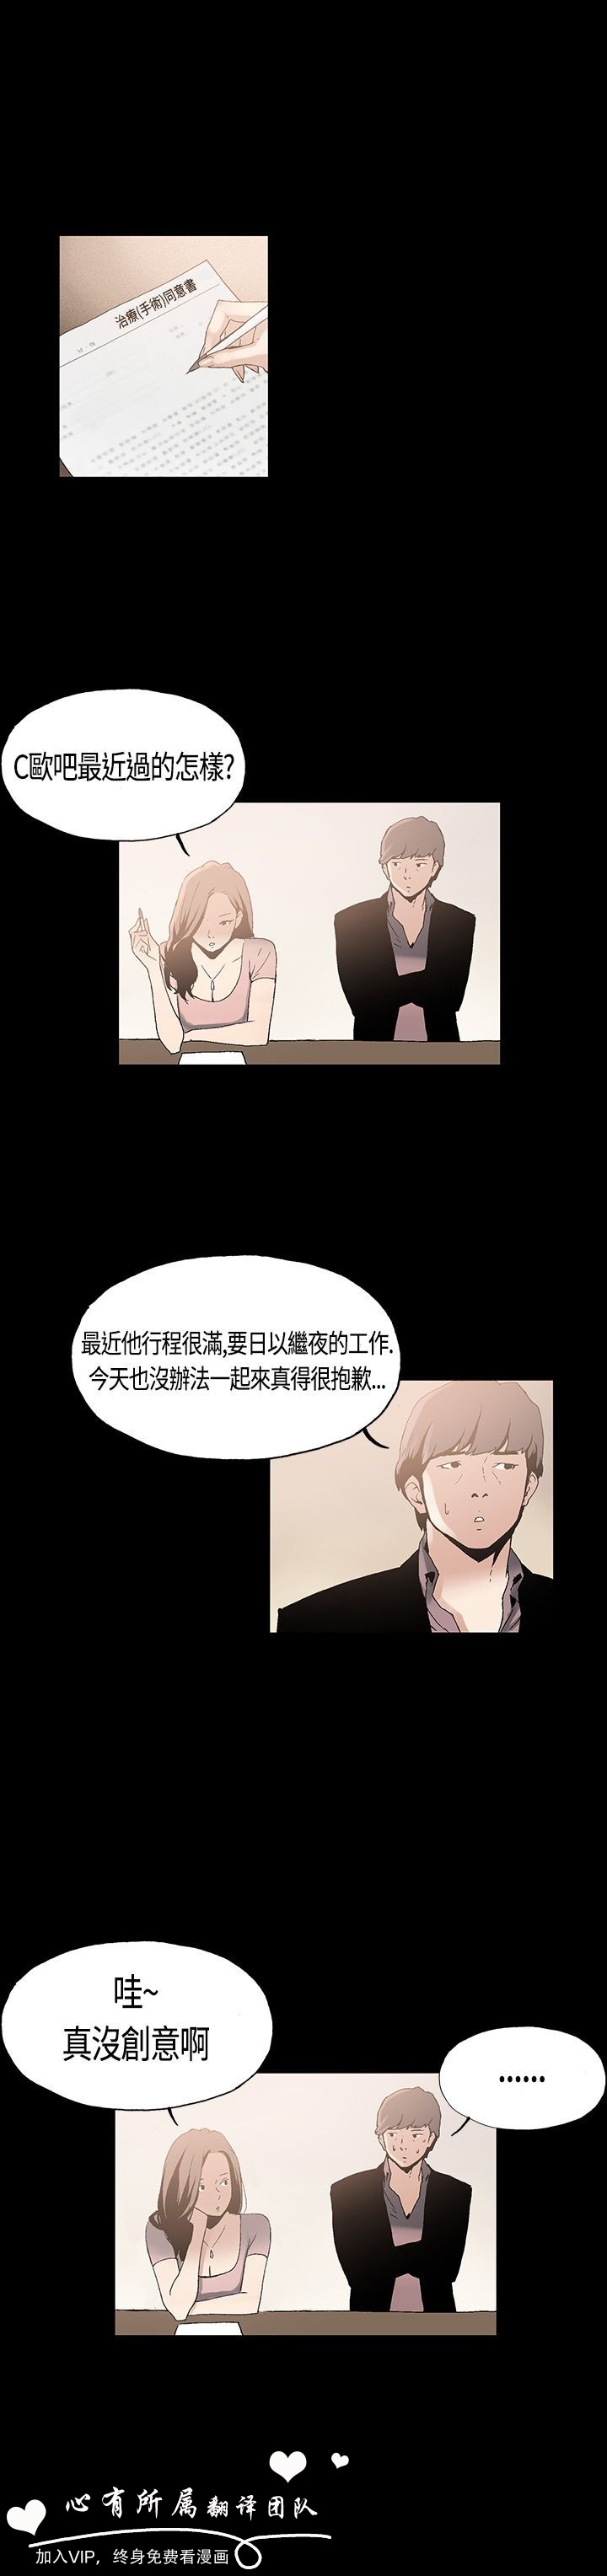 治療(手術)同意書
C歐吧最近過的怎樣?
最近他行程很滿,要日以繼夜的工作.
今天也沒辦法一起來真得很抱歉...
哇~
真沒創意啊
......
心有所属翻译团队
加入VIP，终身免费看漫画